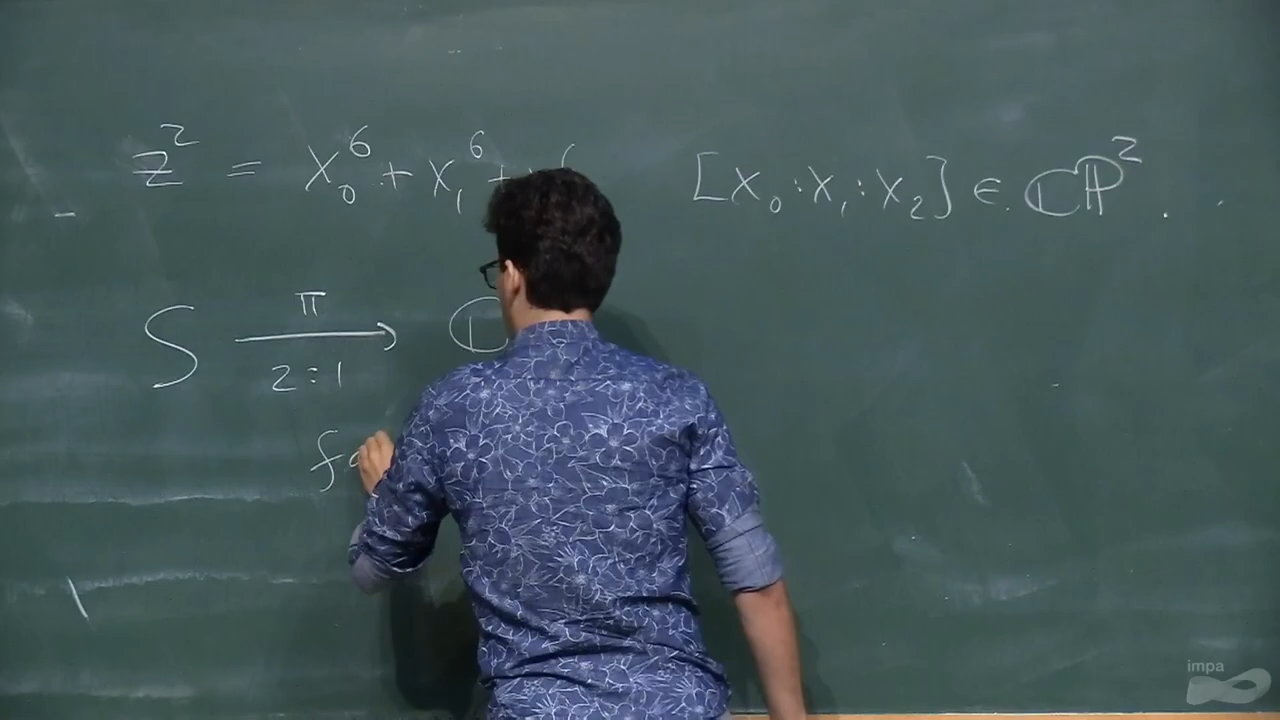 z² = x₀⁶ + x₁⁶ + [x₀ : x₁ : x₂] ∈ ℂℙ²
S π → ℂ
2:1
impa